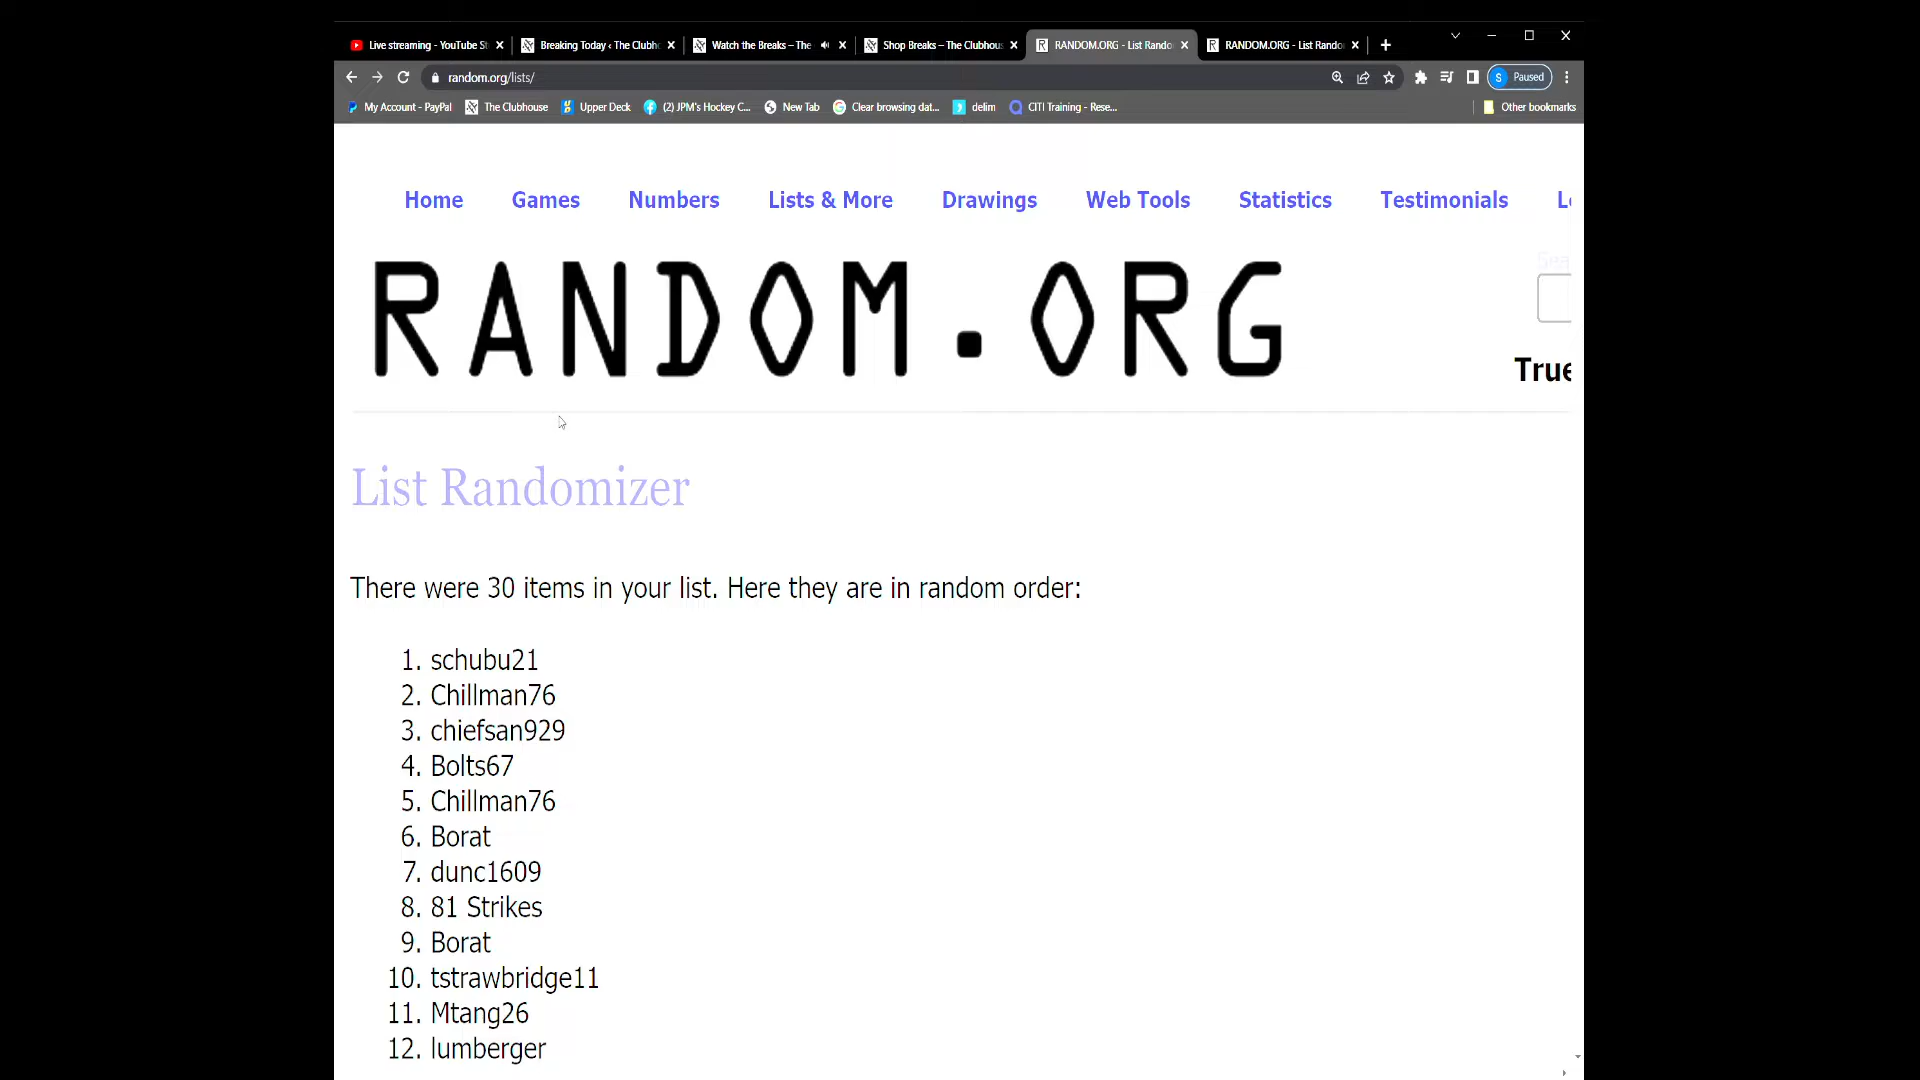 Live streaming - YouTube St
Breaking Today ‹ The Clubho
Watch the Breaks – The
Shop Breaks – The Clubhous
RANDOM.ORG - List Rando
RANDOM.ORG - List Rando
random.org/lists/
S Paused
My Account - PayPal
The Clubhouse
Upper Deck
(2) JPM's Hockey C...
New Tab
Clear browsing dat...
delim
CITI Training - Rese...
Other bookmarks
Home Games Numbers Lists & More Drawings Web Tools Statistics Testimonials L
RANDOM.ORG
Sea
True
List Randomizer
There were 30 items in your list. Here they are in random order:
1. schubu21
2. Chillman76
3. chiefsan929
4. Bolts67
5. Chillman76
6. Borat
7. dunc1609
8. 81 Strikes
9. Borat
10. tstrawbridge11
11. Mtang26
12. lumberger